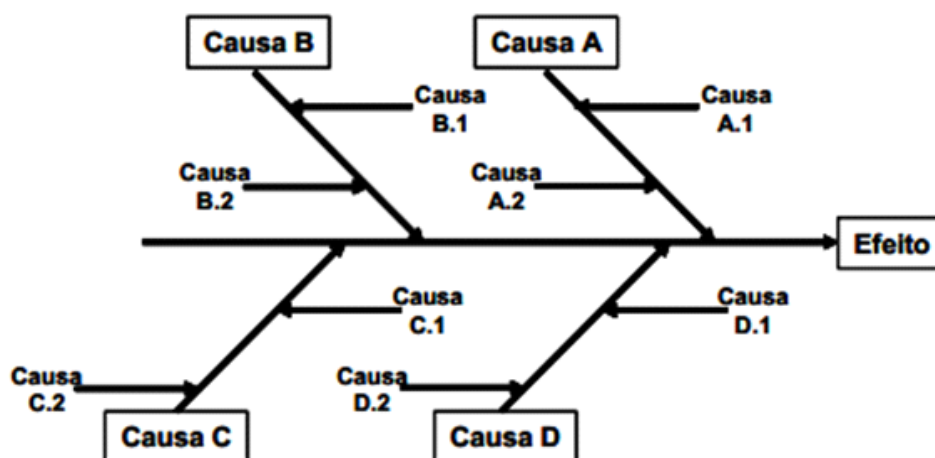 Causa B
Causa A
Causa
B.1
Causa
A.1
Causa
B.2
Causa
A.2
Efeito
Causa
C.1
Causa
D.1
Causa
C.2
Causa
D.2
Causa C
Causa D